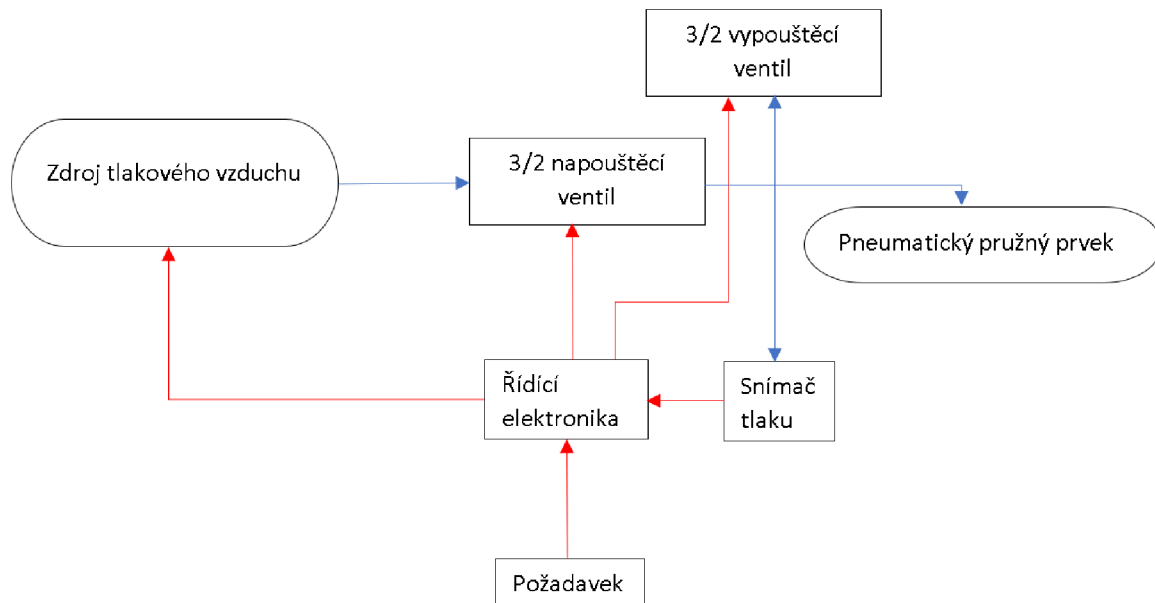 3/2 vypouštěcí
ventil
Zdroj tlakového vzduchu
3/2 napouštěcí
ventil
Pneumatický pružný prvek
Řídící
elektronika
Snímač
tlaku
Požadavek